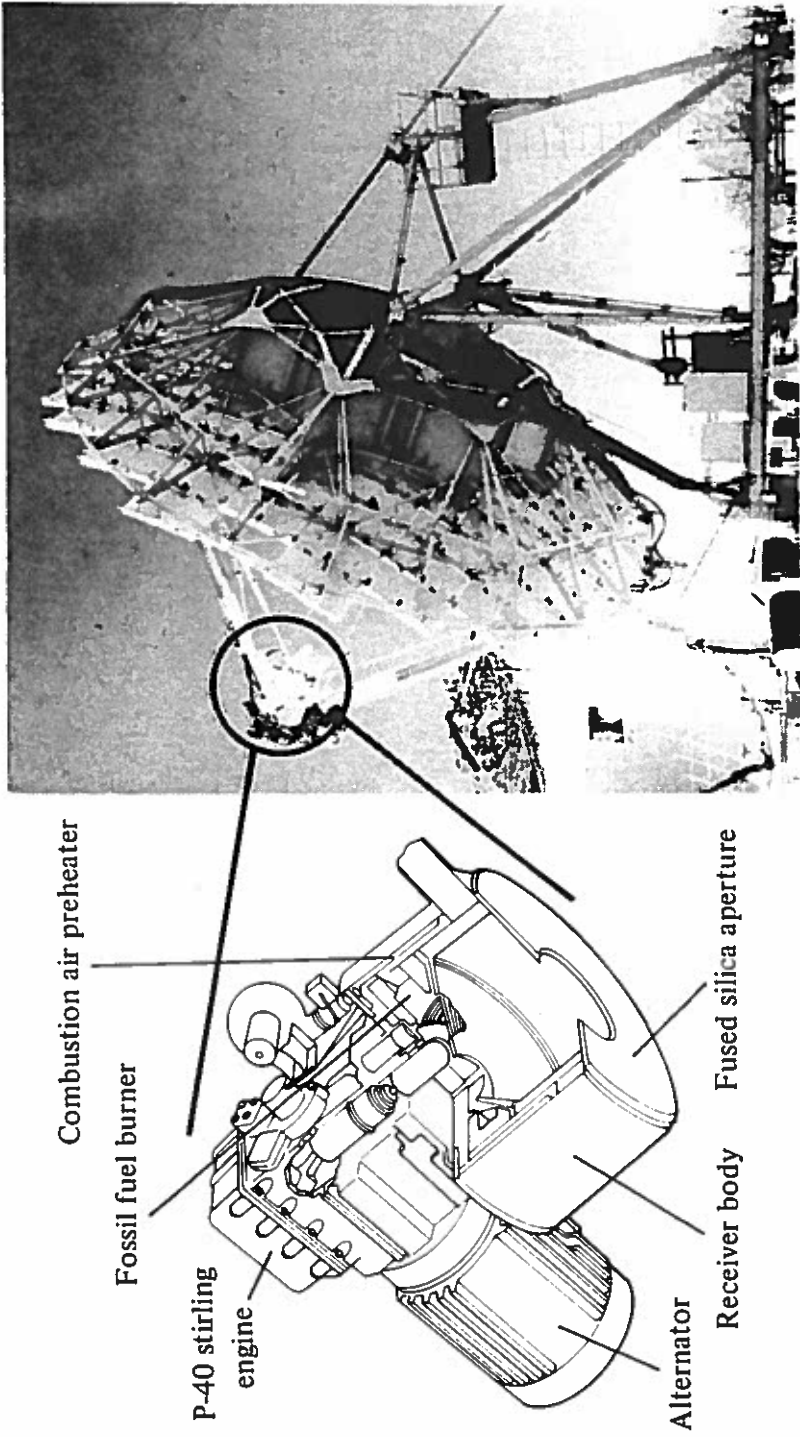 Combustion air preheater
Fossil fuel burner
P-40 stirling
engine
Alternator
Receiver body
Fused silica aperture